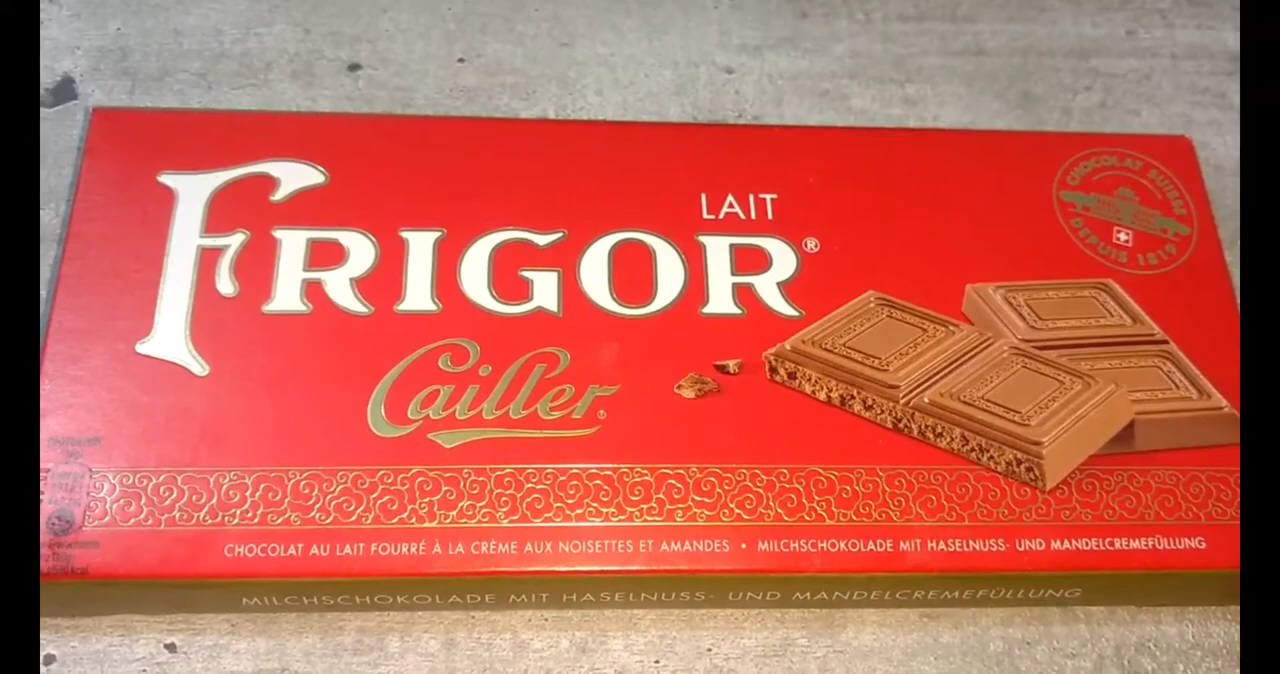 LAIT
FRIGOR®
Cailler
CHOCOLAT SUISSE
DEPUIS 1819
CHOCOLAT AU LAIT FOURRÉ À LA CRÈME AUX NOISETTES ET AMANDES • MILCHSCHOKOLADE MIT HASELNUSS- UND MANDELCREMEFÜLLUNG
MILCHSCHOKOLADE MIT HASELNUSS- UND MANDELCREMEFÜLLUNG